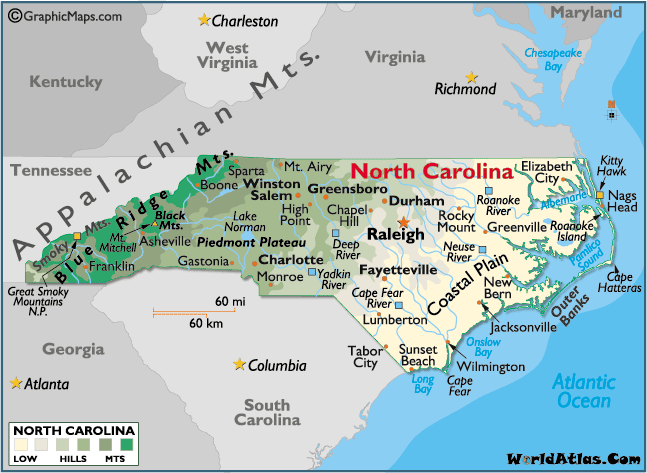 ©GraphicMaps.com
Charleston
Maryland
West
Virginia
Chesapeake
Bay
Kentucky
Virginia
Richmond
Appalachian Mts.
Tennessee
North Carolina
Kitty
Hawk
Elizabeth
City
Albemarle
Nags
Head
Roanoke
Island
Pamlico
Sound
Cape
Hatteras
Outer
Banks
Blue Ridge Mts.
Smoky Mts.
Great Smoky
Mountains
N.P.
Sparta
Mt. Airy
Boone
Winston
Salem
Greensboro
Durham
High
Point
Chapel
Hill
Raleigh
Black
Mts.
Mt.
Mitchell
Asheville
Franklin
Lake
Norman
Piedmont Plateau
Gastonia
Charlotte
Monroe
Deep
River
Yadkin
River
Roanoke
River
Rocky
Mount
Greenville
Neuse
River
Coastal Plain
New
Bern
Jacksonville
Fayetteville
Cape Fear
River
Lumberton
Tabor
City
Sunset
Beach
Onslow
Bay
Wilmington
Long
Bay
Cape
Fear
60 mi
60 km
Georgia
Atlanta
Columbia
South
Carolina
Atlantic
Ocean
NORTH CAROLINA
LOW HILLS MTS
WorldAtlas.Com